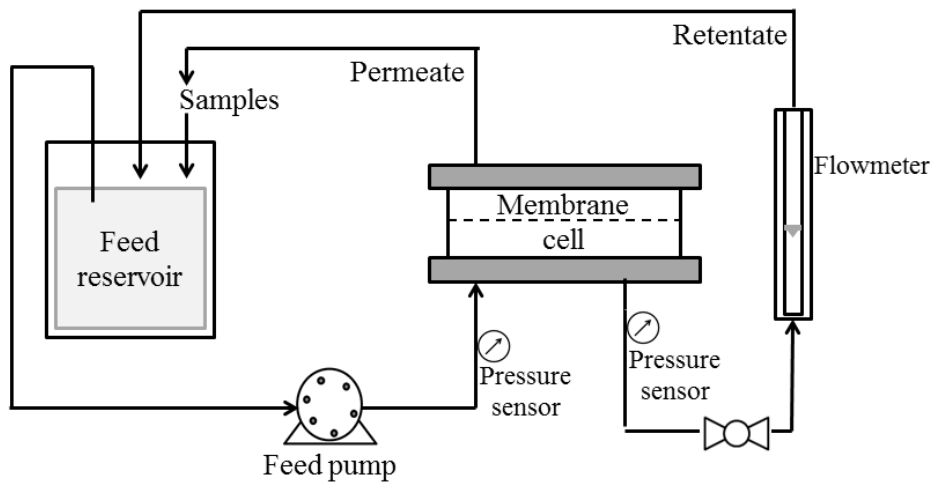 Retentate
Permeate
Samples
Flowmeter
Membrane
cell
Feed
reservoir
Pressure
sensor
Pressure
sensor
Feed pump